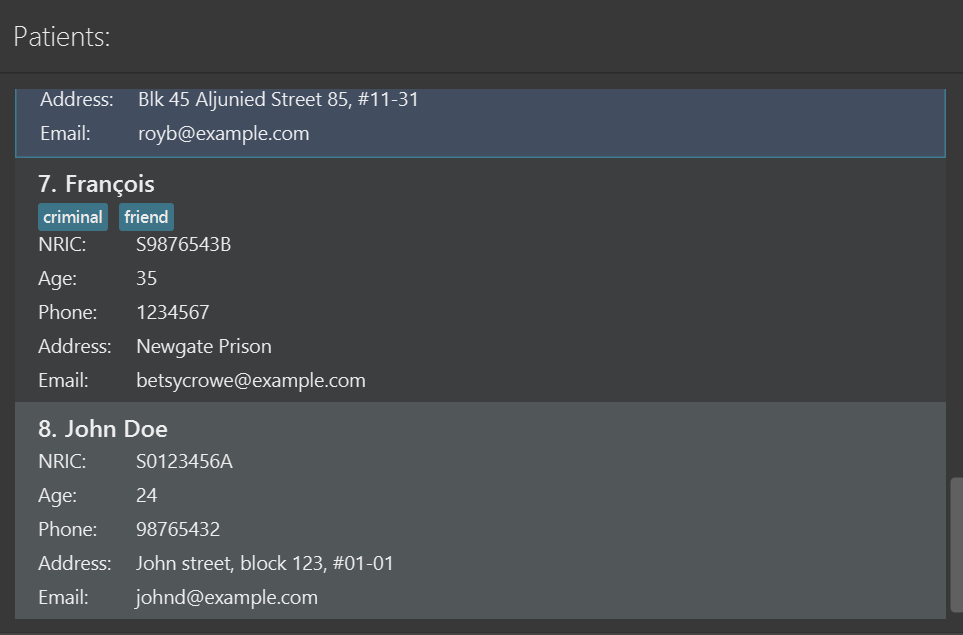 Patients:
Address: Blk 45 Aljunied Street 85, #11-31
Email: royb@example.com
7. François
criminal friend
NRIC: S9876543B
Age: 35
Phone: 1234567
Address: Newgate Prison
Email: betsycrowe@example.com
8. John Doe
NRIC: S0123456A
Age: 24
Phone: 98765432
Address: John street, block 123, #01-01
Email: johnd@example.com